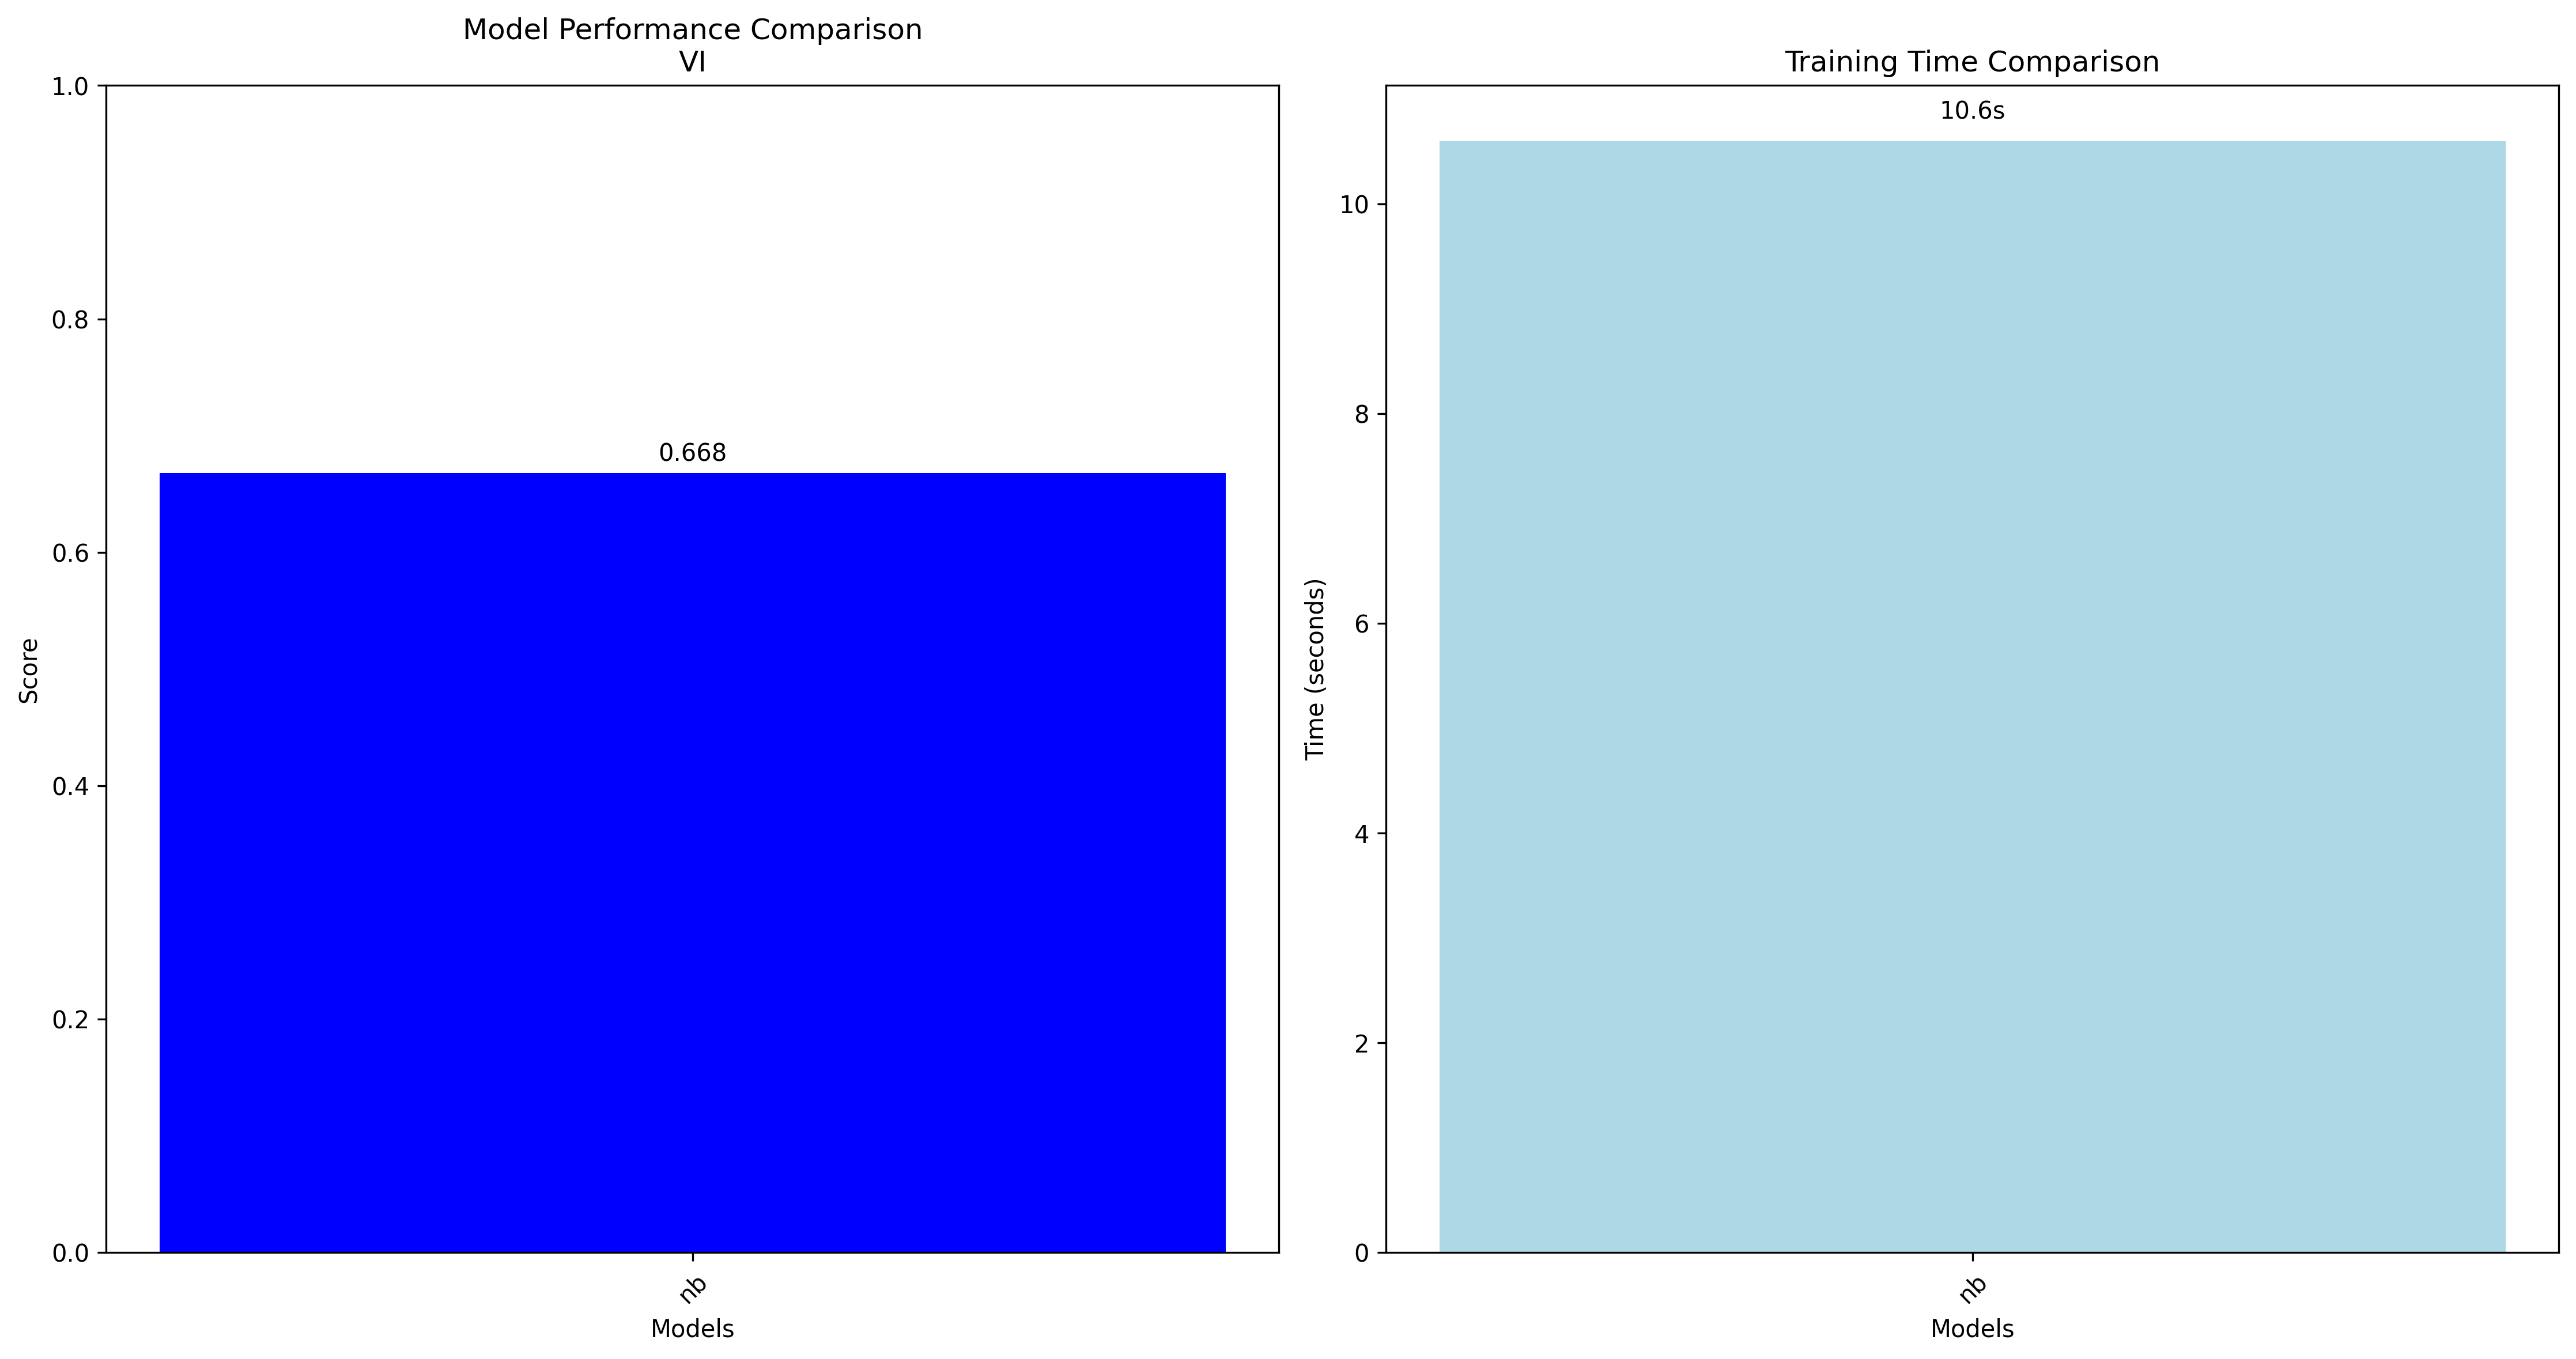 Model Performance Comparison
VI
1.0
0.8
0.6
0.4
0.2
0.0
Score
0.668
nb
Models
Training Time Comparison
10
8
6
4
2
0
Time (seconds)
10.6s
nb
Models